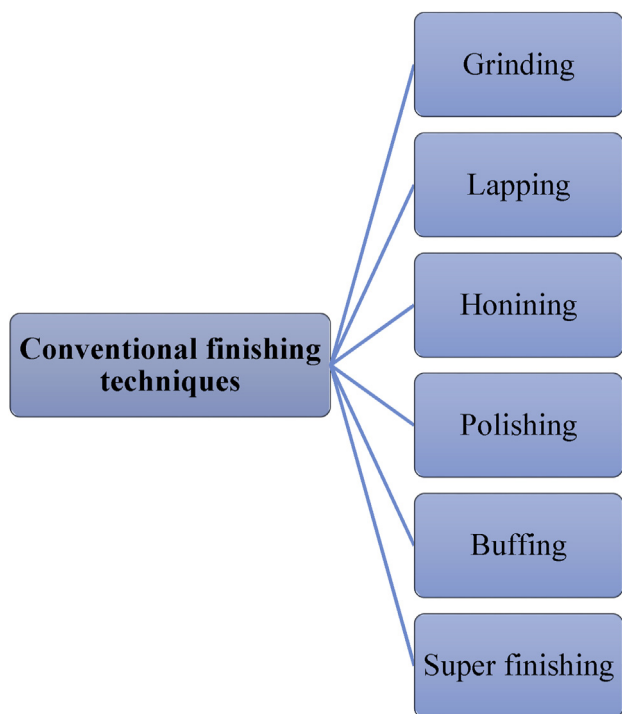 Grinding
Lapping
Honining
Conventional finishing
techniques
Polishing
Buffing
Super finishing